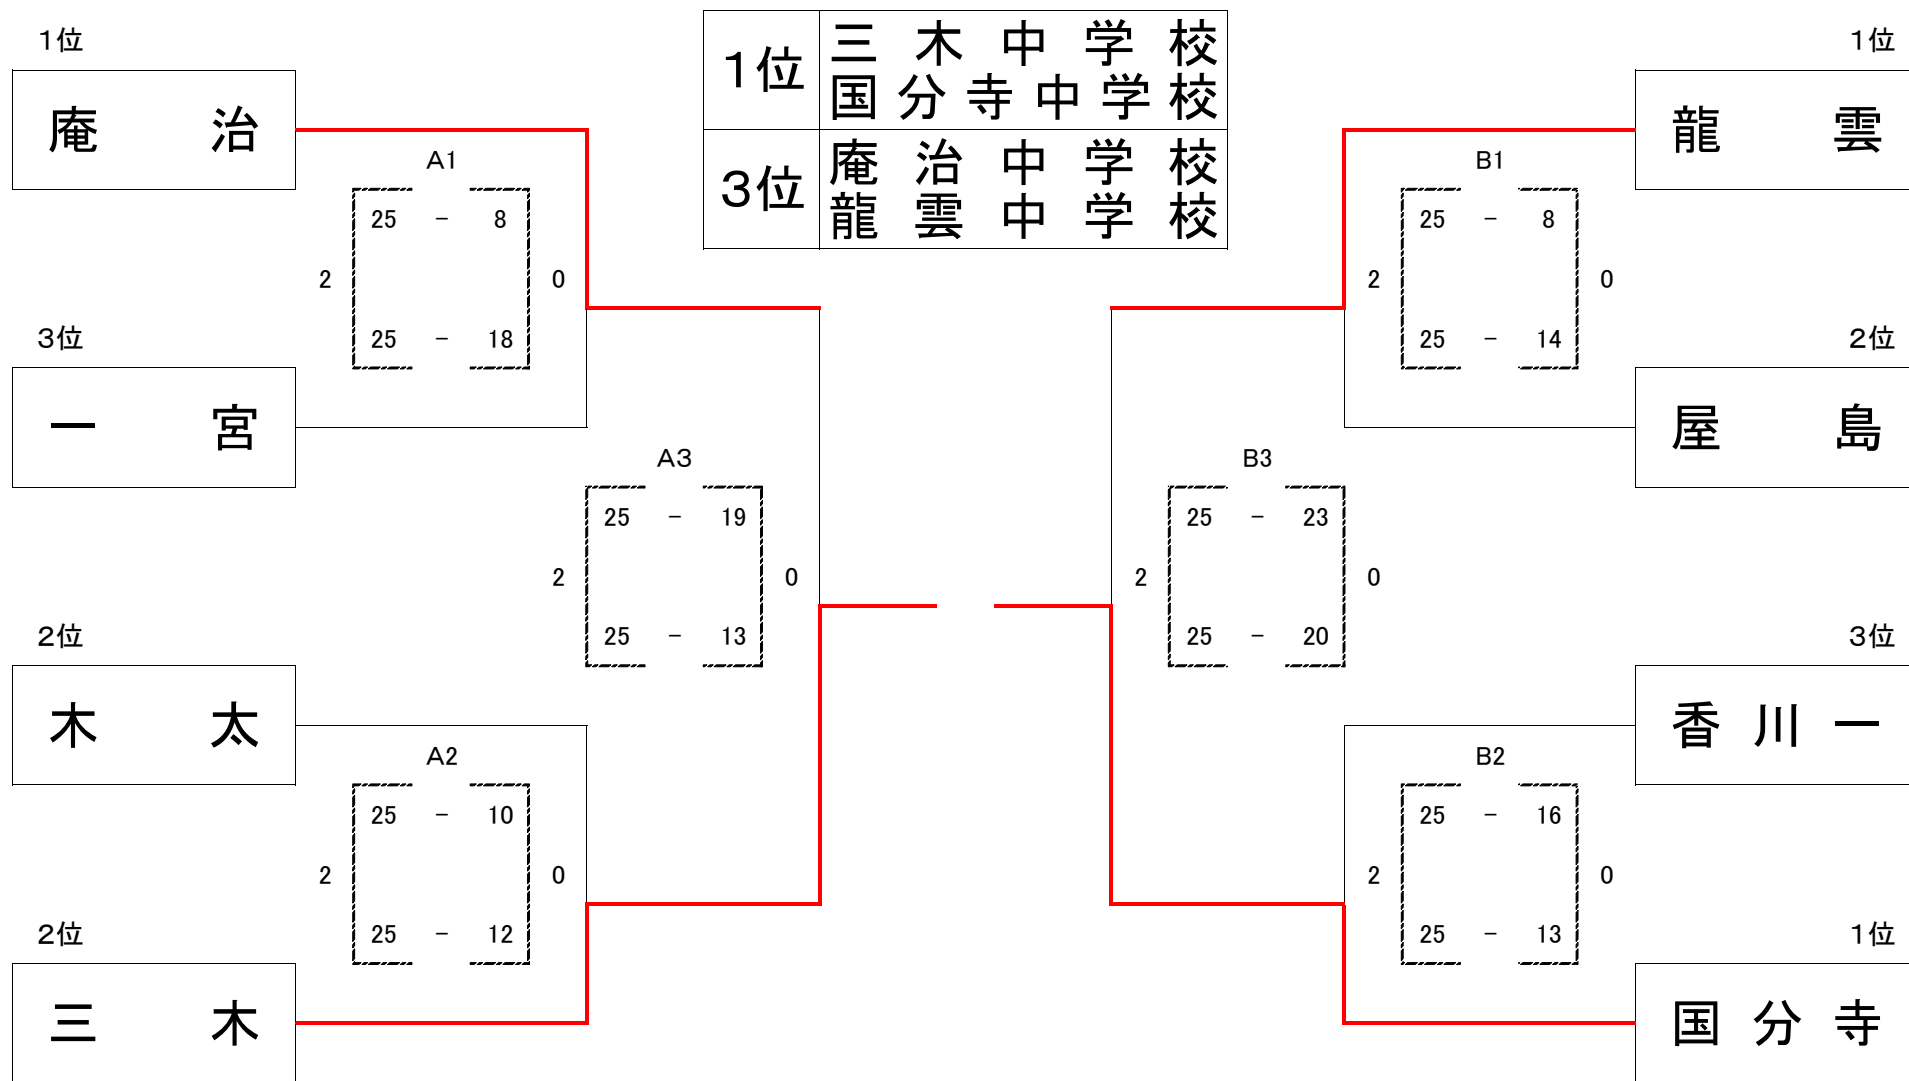 1位
三木中学校
国分寺中学校
3位
庵治中学校
龍雲中学校
1位
庵治
A1
25 - 8
2 0
25 - 18
3位
一宮
A3
25 - 19
2 0
25 - 13
2位
木太
A2
25 - 10
2 0
25 - 12
2位
三木
1位
龍雲
B1
25 - 8
2 0
25 - 14
2位
屋島
B3
25 - 23
2 0
25 - 20
3位
香川一
B2
25 - 16
2 0
25 - 13
1位
国分寺